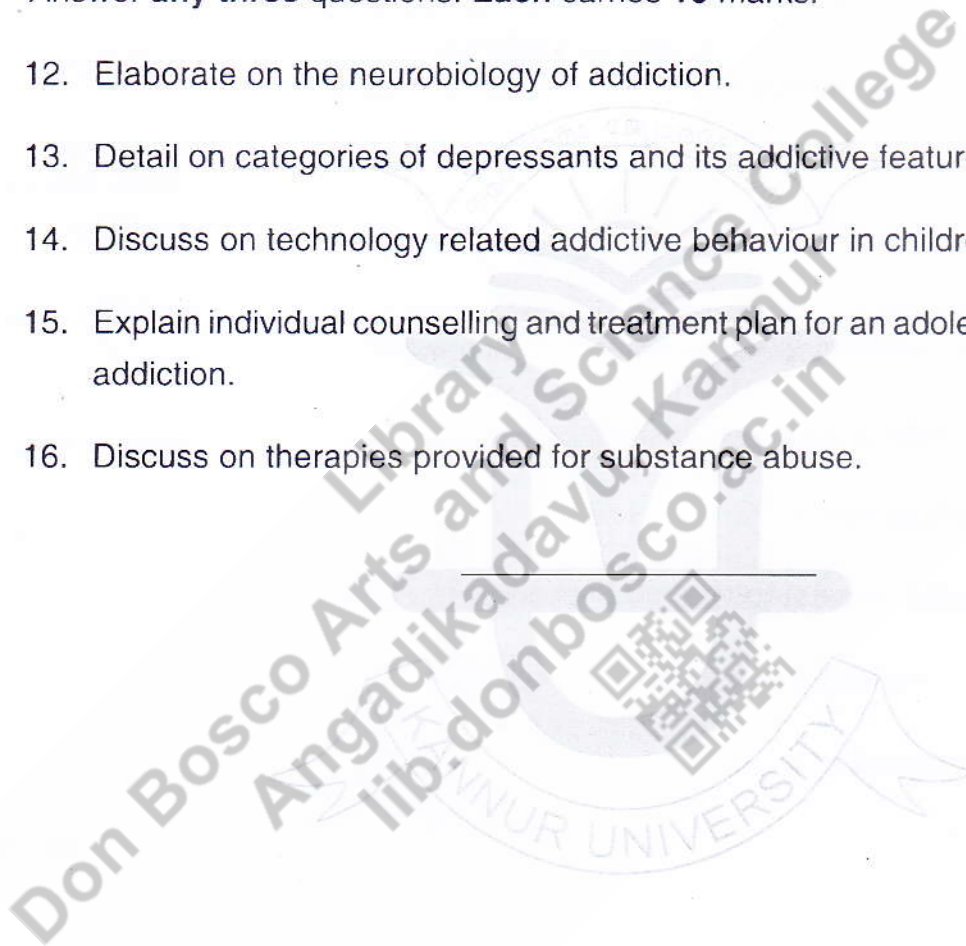 12. Elaborate on the neurobiology of addiction.
13. Detail on categories of depressants and its addictive featur
14. Discuss on technology related addictive behaviour in childr
15. Explain individual counselling and treatment plan for an adole
addiction.
16. Discuss on therapies provided for substance abuse.
Library
Don Bosco Arts and Science College
Angadikadavu, Kannur
lib.donbosco.ac.in
KANNUR UNIVERSITY